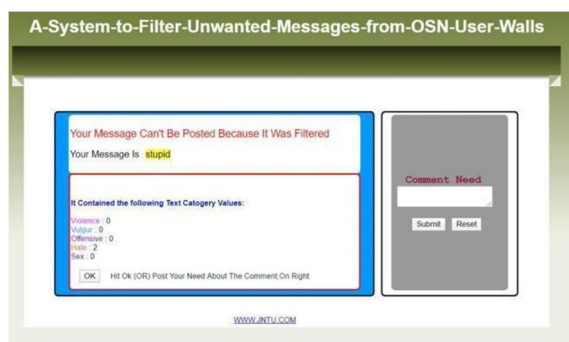 A-System-to-Filter-Unwanted-Messages-from-OSN-User-Walls
Your Message Can't Be Posted Because It Was Filtered
Your Message Is : stupid
It Contained the following Text Catogery Values:
Violence : 0
Vulgur : 0
Offensive : 0
Hate : 2
Sex : 0
OK Hit Ok (OR) Post Your Need About The Comment,On Right
Comment Need
Submit Reset
WWW.JNTU.COM